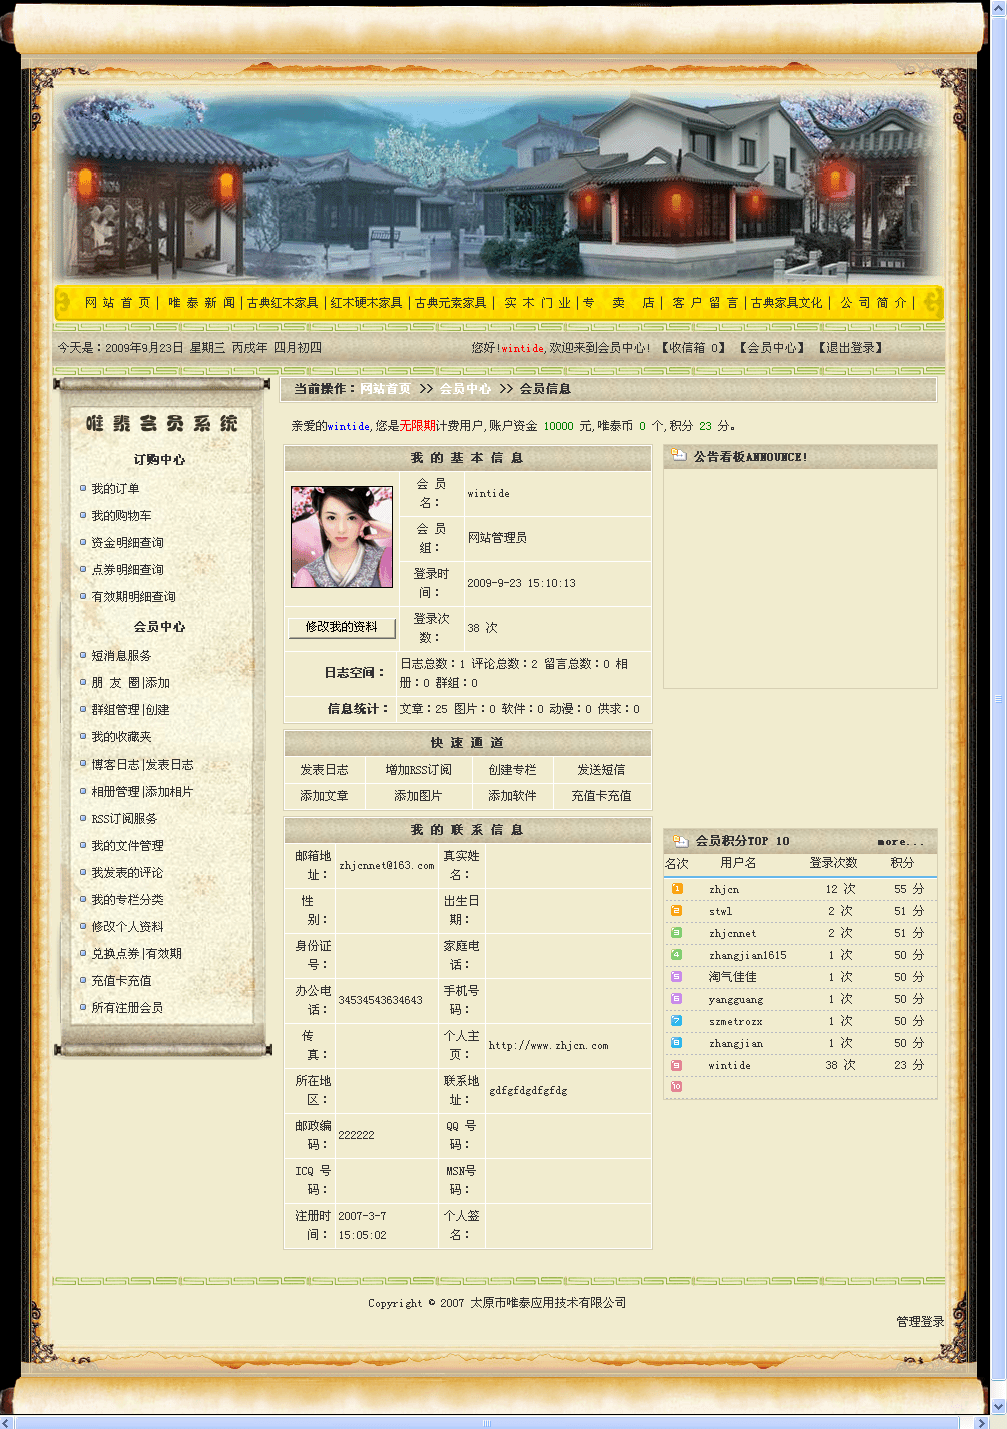 网 站 首 页 | 唯 泰 新 闻 | 古典红木家具 | 红木硬木家具 | 古典元素家具 | 实 木 门 业 | 专 卖 店 | 客 户 留 言 | 古典家具文化 | 公 司 简 介 |
今天是：2009年9月23日 星期三 丙戌年 四月初四
您好!wintide,欢迎来到会员中心! 【收信箱 0】 【会员中心】 【退出登录】
当前操作：网站首页 >> 会员中心 >> 会员信息
唯泰会员系统
订购中心
我的订单
我的购物车
资金明细查询
点券明细查询
有效期明细查询
会员中心
短消息服务
朋 友 圈|添加
群组管理|创建
我的收藏夹
博客日志|发表日志
相册管理|添加相片
RSS订阅服务
我的文件管理
我发表的评论
我的专栏分类
修改个人资料
兑换点券|有效期
充值卡充值
所有注册会员
亲爱的wintide,您是无限期计费用户,账户资金 10000 元,唯泰币 0 个,积分 23 分。
我 的 基 本 信 息
会 员
名：
wintide
会 员
组：
网站管理员
登录时
间：
2009-9-23 15:10:13
修改我的资料
登录次
数：
38 次
日志空间：
日志总数：1 评论总数：2 留言总数：0 相
册：0 群组：0
信息统计：
文章：25 图片：0 软件：0 动漫：0 供求：0
快 速 通 道
发表日志 增加RSS订阅 创建专栏 发送短信
添加文章 添加图片 添加软件 充值卡充值
我 的 联 系 信 息
邮箱地
址：
zhjcnnet@163.com
真实姓
名：
性
别：
出生日
期：
身份证
号：
家庭电
话：
办公电
话：
34534543634643
手机号
码：
传
真：
个人主
页：
http://www.zhjcn.com
所在地
区：
联系地
址：
gdfgfdgdfgfdg
邮政编
码：
222222
QQ 号
码：
ICQ 号
码：
MSN号
码：
注册时
间：
2007-3-7
15:05:02
个人签
名：
公告看板ANNOUNCE!
会员积分TOP 10 more...
名次 用户名 登录次数 积分
1 zhjcn 12 次 55 分
2 stwl 2 次 51 分
3 zhjcnnet 2 次 51 分
4 zhangjian1615 1 次 50 分
5 淘气佳佳 1 次 50 分
6 yangguang 1 次 50 分
7 szmetrozx 1 次 50 分
8 zhangjian 1 次 50 分
9 wintide 38 次 23 分
10
Copyright © 2007 太原市唯泰应用技术有限公司
管理登录